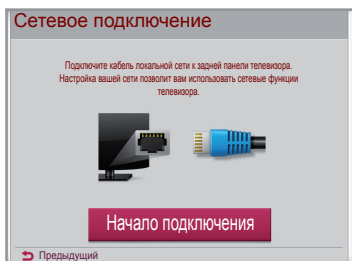 Сетевое подключение
Подключите кабель локальной сети к задней панели телевизора.
Настройка вашей сети позволит вам использовать сетевые функции
телевизора.
Начало подключения
Предыдущий